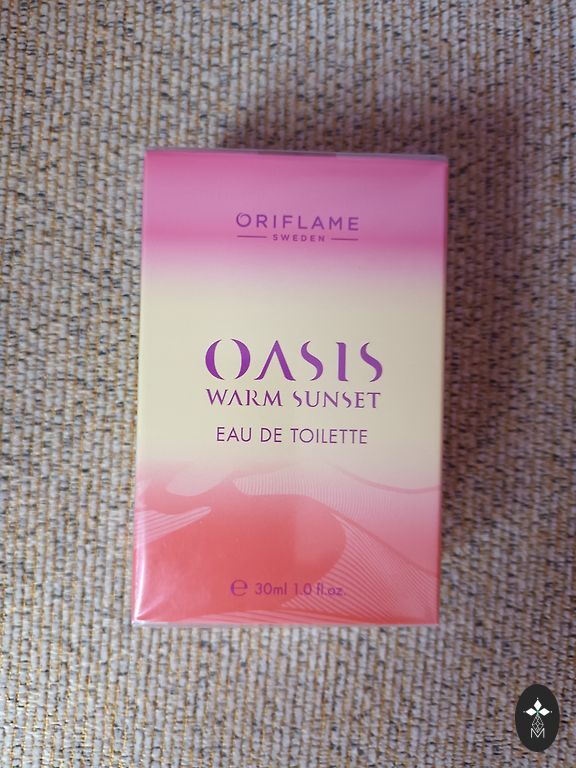 ORIFLAME
SWEDEN
OASIS
WARM SUNSET
EAU DE TOILETTE
℮ 30ml 1.0 fl.oz.
M